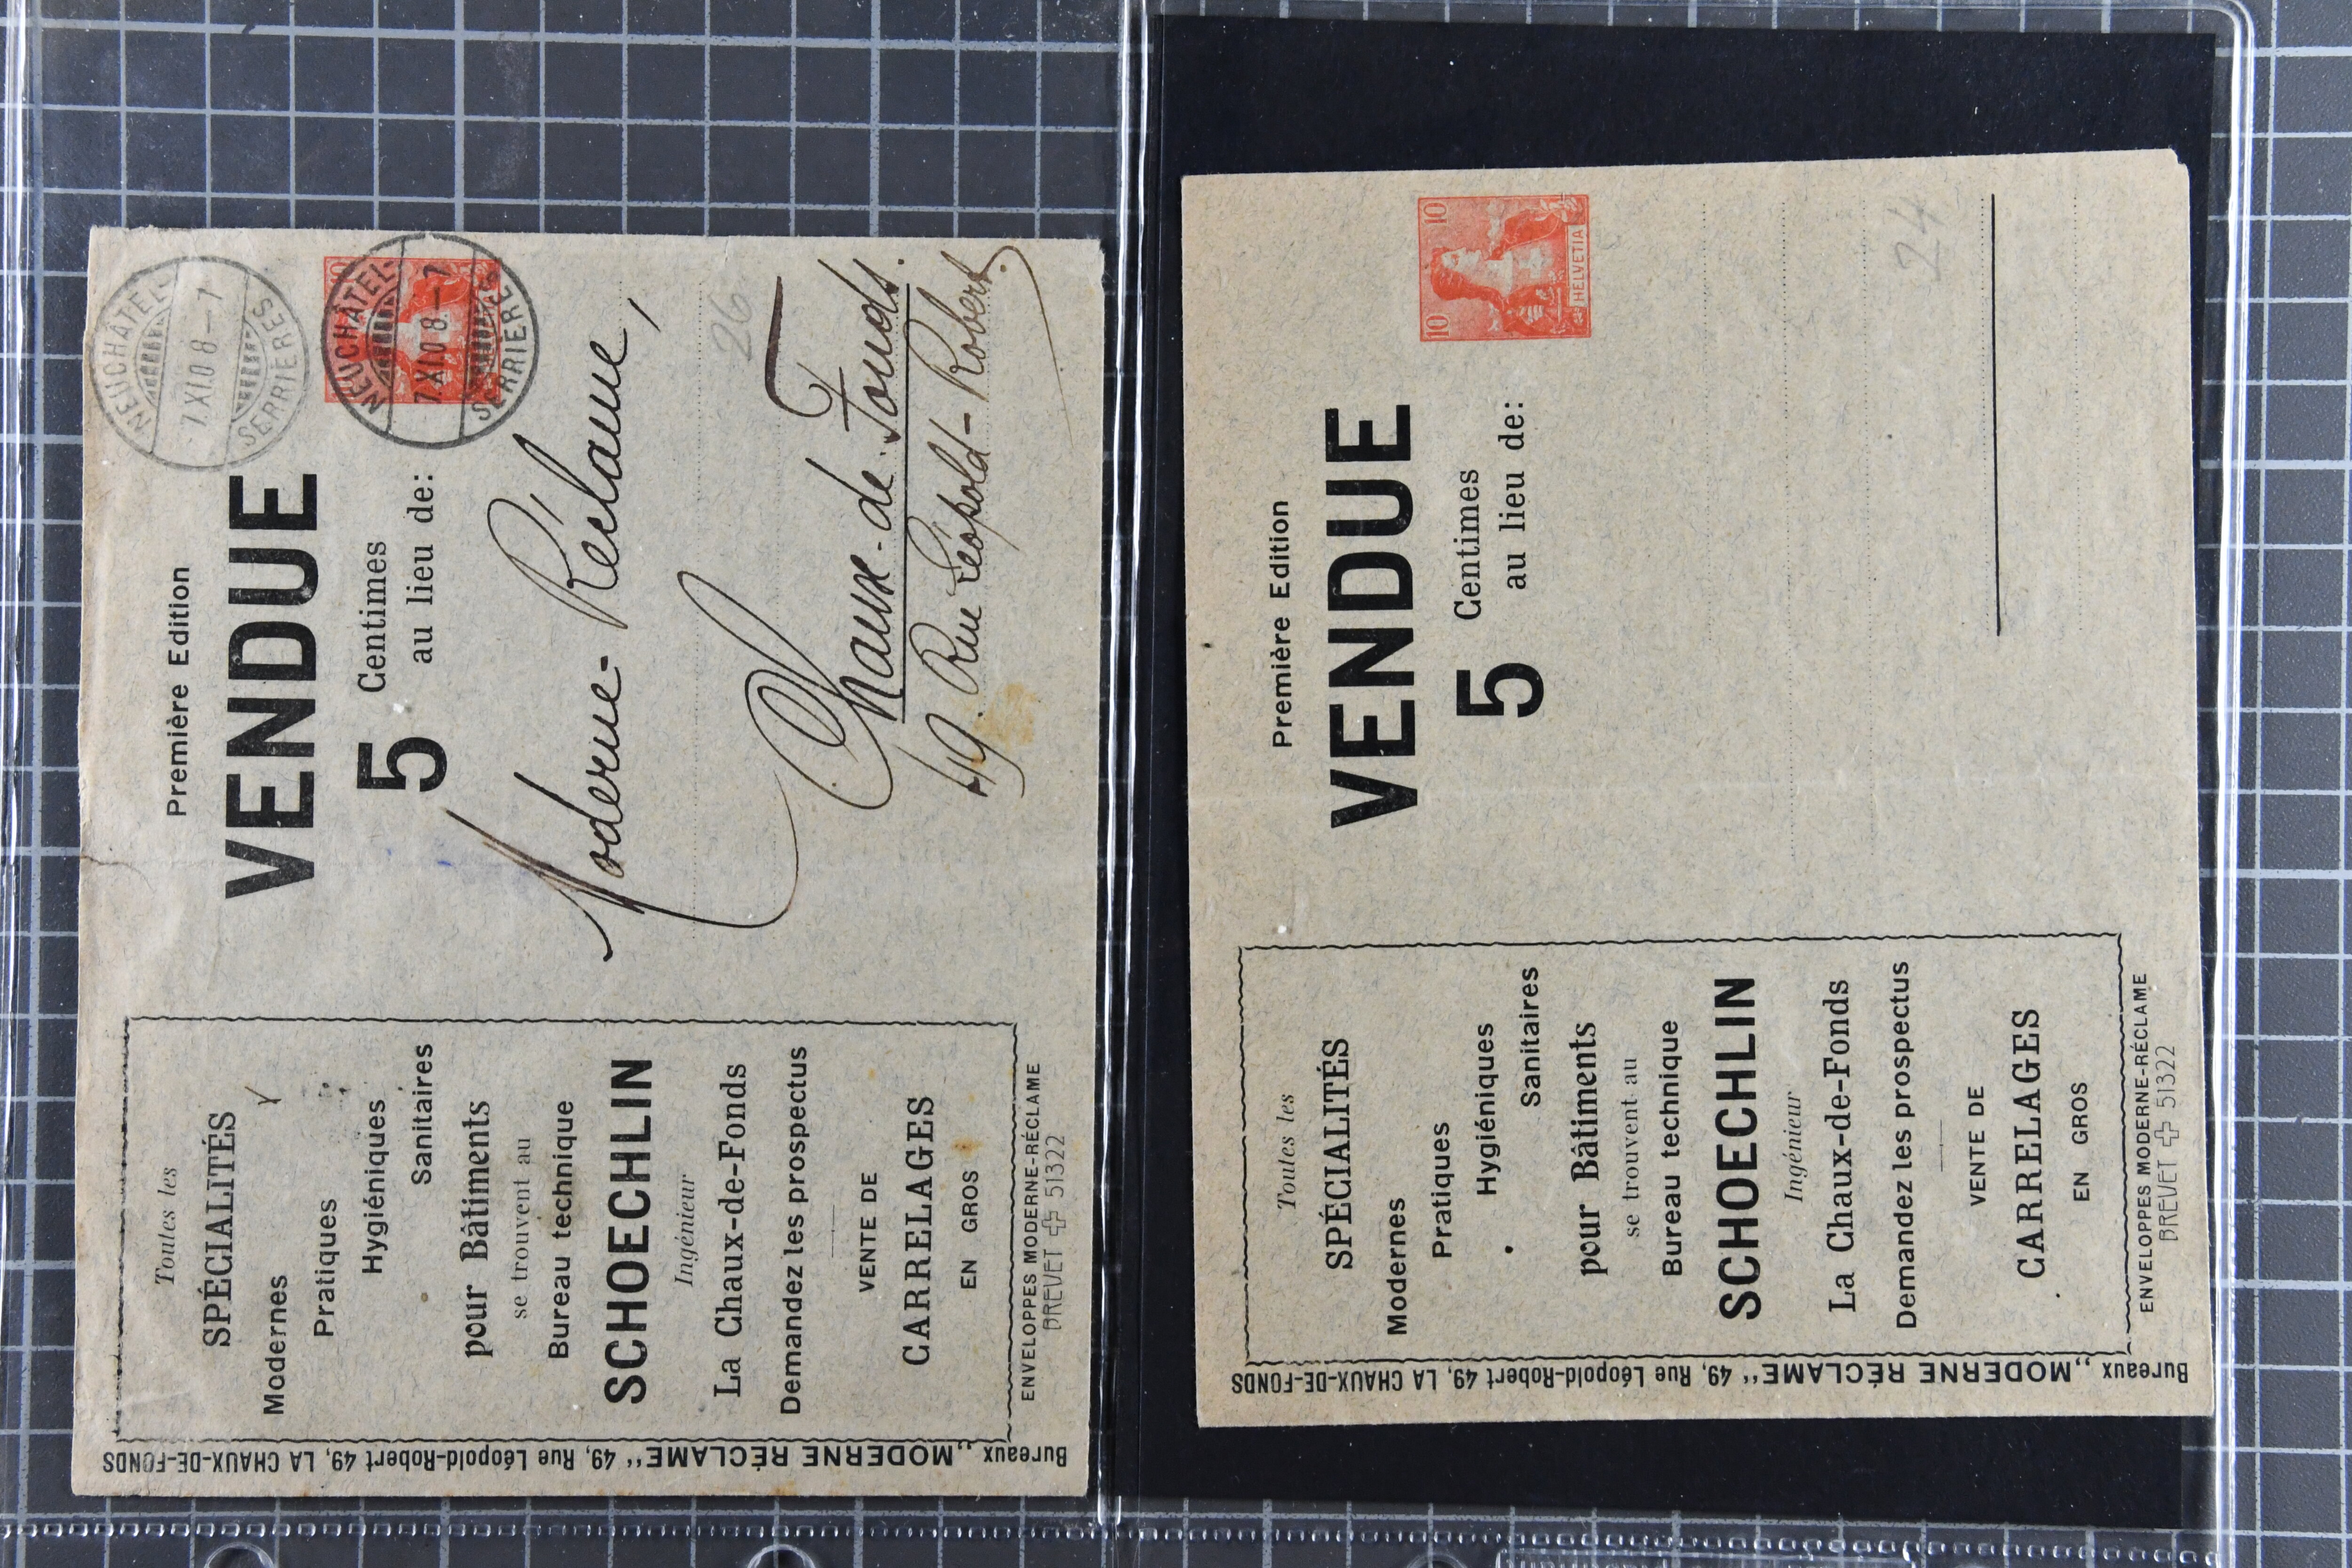 NEUCHÂTEL-
7.XI.08-7
SERRIÈRES
NEUCHÂTEL-
7.XI.08-7
SERRIÈRES
10
Première Edition
VENDUE
5 Centimes
au lieu de:
Moderne-Réclame,
26
Chaux-de-Fonds.
49. Rue Léopold-Robert.
Toutes les
SPÉCIALITÉS
Modernes
Pratiques
Hygiéniques
Sanitaires
pour Bâtiments
se trouvent au
Bureau technique
SCHOECHLIN
Ingénieur
La Chaux-de-Fonds
Demandez les prospectus
VENTE DE
CARRELAGES
EN GROS
ENVELOPPES MODERNE-RÉCLAME
BREVET ✚ 51322
Bureaux „MODERNE RÉCLAME“ 49, Rue Léopold-Robert 49, LA CHAUX-DE-FONDS
Première Edition
VENDUE
5 Centimes
au lieu de:
10 10
HELVETIA
24
Toutes les
SPÉCIALITÉS
Modernes
Pratiques
Hygiéniques
Sanitaires
pour Bâtiments
se trouvent au
Bureau technique
SCHOECHLIN
Ingénieur
La Chaux-de-Fonds
Demandez les prospectus
VENTE DE
CARRELAGES
EN GROS
ENVELOPPES MODERNE-RÉCLAME
BREVET ✚ 51322
Bureaux „MODERNE RÉCLAME“ 49, Rue Léopold-Robert 49, LA CHAUX-DE-FONDS